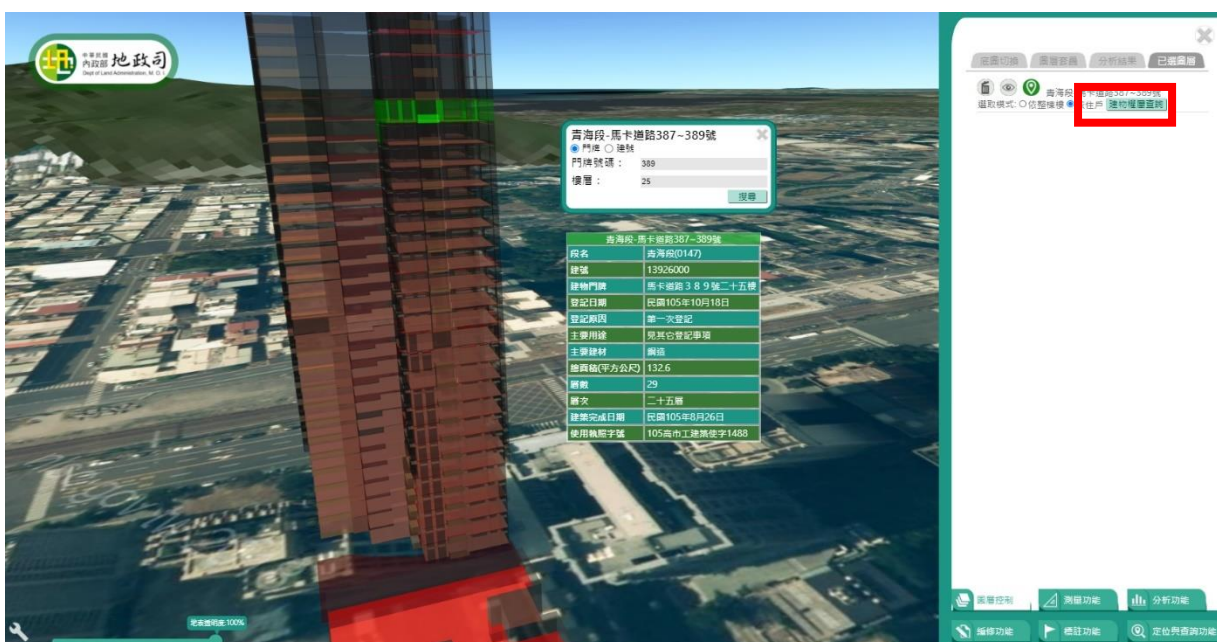 中華民國
內政部
地政司
Dept of Land Administration, M. O. I.
青海段-馬卡道路387~389號
門牌 建號
門牌號碼： 389
樓層： 25
搜尋
青海段-馬卡道路387~389號
段名 青海段(0147)
建號 13926000
建物門牌 馬卡道路３８９號二十五樓
登記日期 民國105年10月18日
登記原因 第一次登記
主要用途 見其它登記事項
主要建材 鋼造
總面積(平方公尺) 132.6
層數 29
層次 二十五層
建築完成日期 民國105年8月26日
使用執照字號 105高市工建築使字1488
底圖切換 圖層套疊 分析結果 已選圖層
青海段 387~389號
選取模式: 依整棟樓 住戶 建物權屬查詢
地表透明度:100%
圖層控制 測量功能 分析功能
編修功能 標註功能 定位與查詢功能